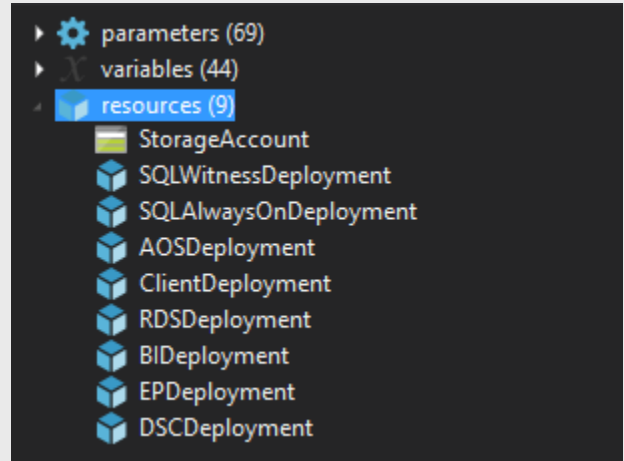 parameters (69)
variables (44)
resources (9)
StorageAccount
SQLWitnessDeployment
SQLAlwaysOnDeployment
AOSDeployment
ClientDeployment
RDSDeployment
BIDeployment
EPDeployment
DSCDeployment